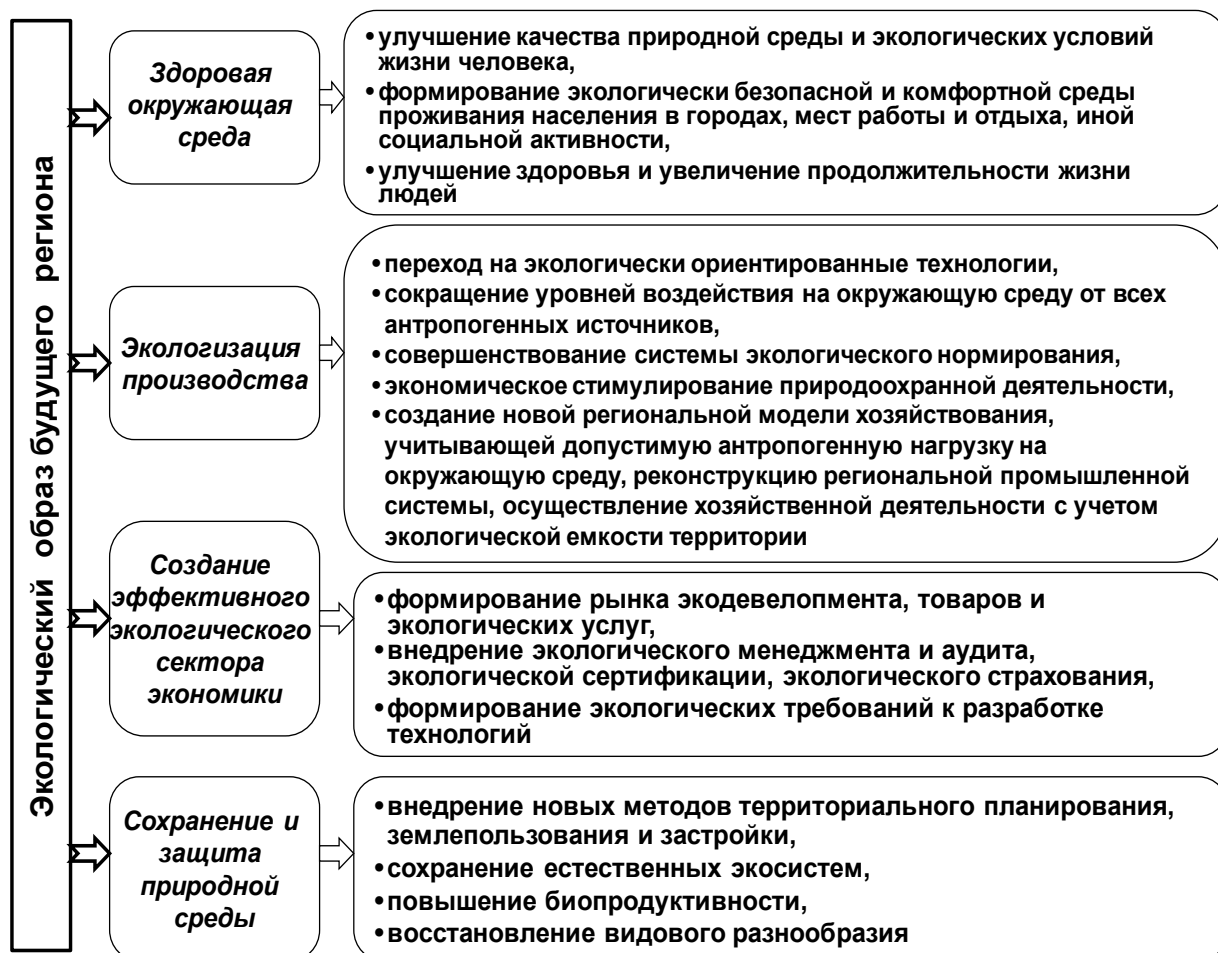 Экологический образ будущего региона
Здоровая
окружающая
среда
•улучшение качества природной среды и экологических условий
жизни человека,
•формирование экологически безопасной и комфортной среды
проживания населения в городах, мест работы и отдыха, иной
социальной активности,
•улучшение здоровья и увеличение продолжительности жизни
людей
Экологизация
производства
•переход на экологически ориентированные технологии,
•сокращение уровней воздействия на окружающую среду от всех
антропогенных источников,
•совершенствование системы экологического нормирования,
•экономическое стимулирование природоохранной деятельности,
•создание новой региональной модели хозяйствования,
учитывающей допустимую антропогенную нагрузку на
окружающую среду, реконструкцию региональной промышленной
системы, осуществление хозяйственной деятельности с учетом
экологической емкости территории
Создание
эффективного
экологического
сектора
экономики
•формирование рынка экодевелопмента, товаров и
экологических услуг,
•внедрение экологического менеджмента и аудита,
экологической сертификации, экологического страхования,
•формирование экологических требований к разработке
технологий
Сохранение и
защита
природной
среды
•внедрение новых методов территориального планирования,
землепользования и застройки,
•сохранение естественных экосистем,
•повышение биопродуктивности,
•восстановление видового разнообразия